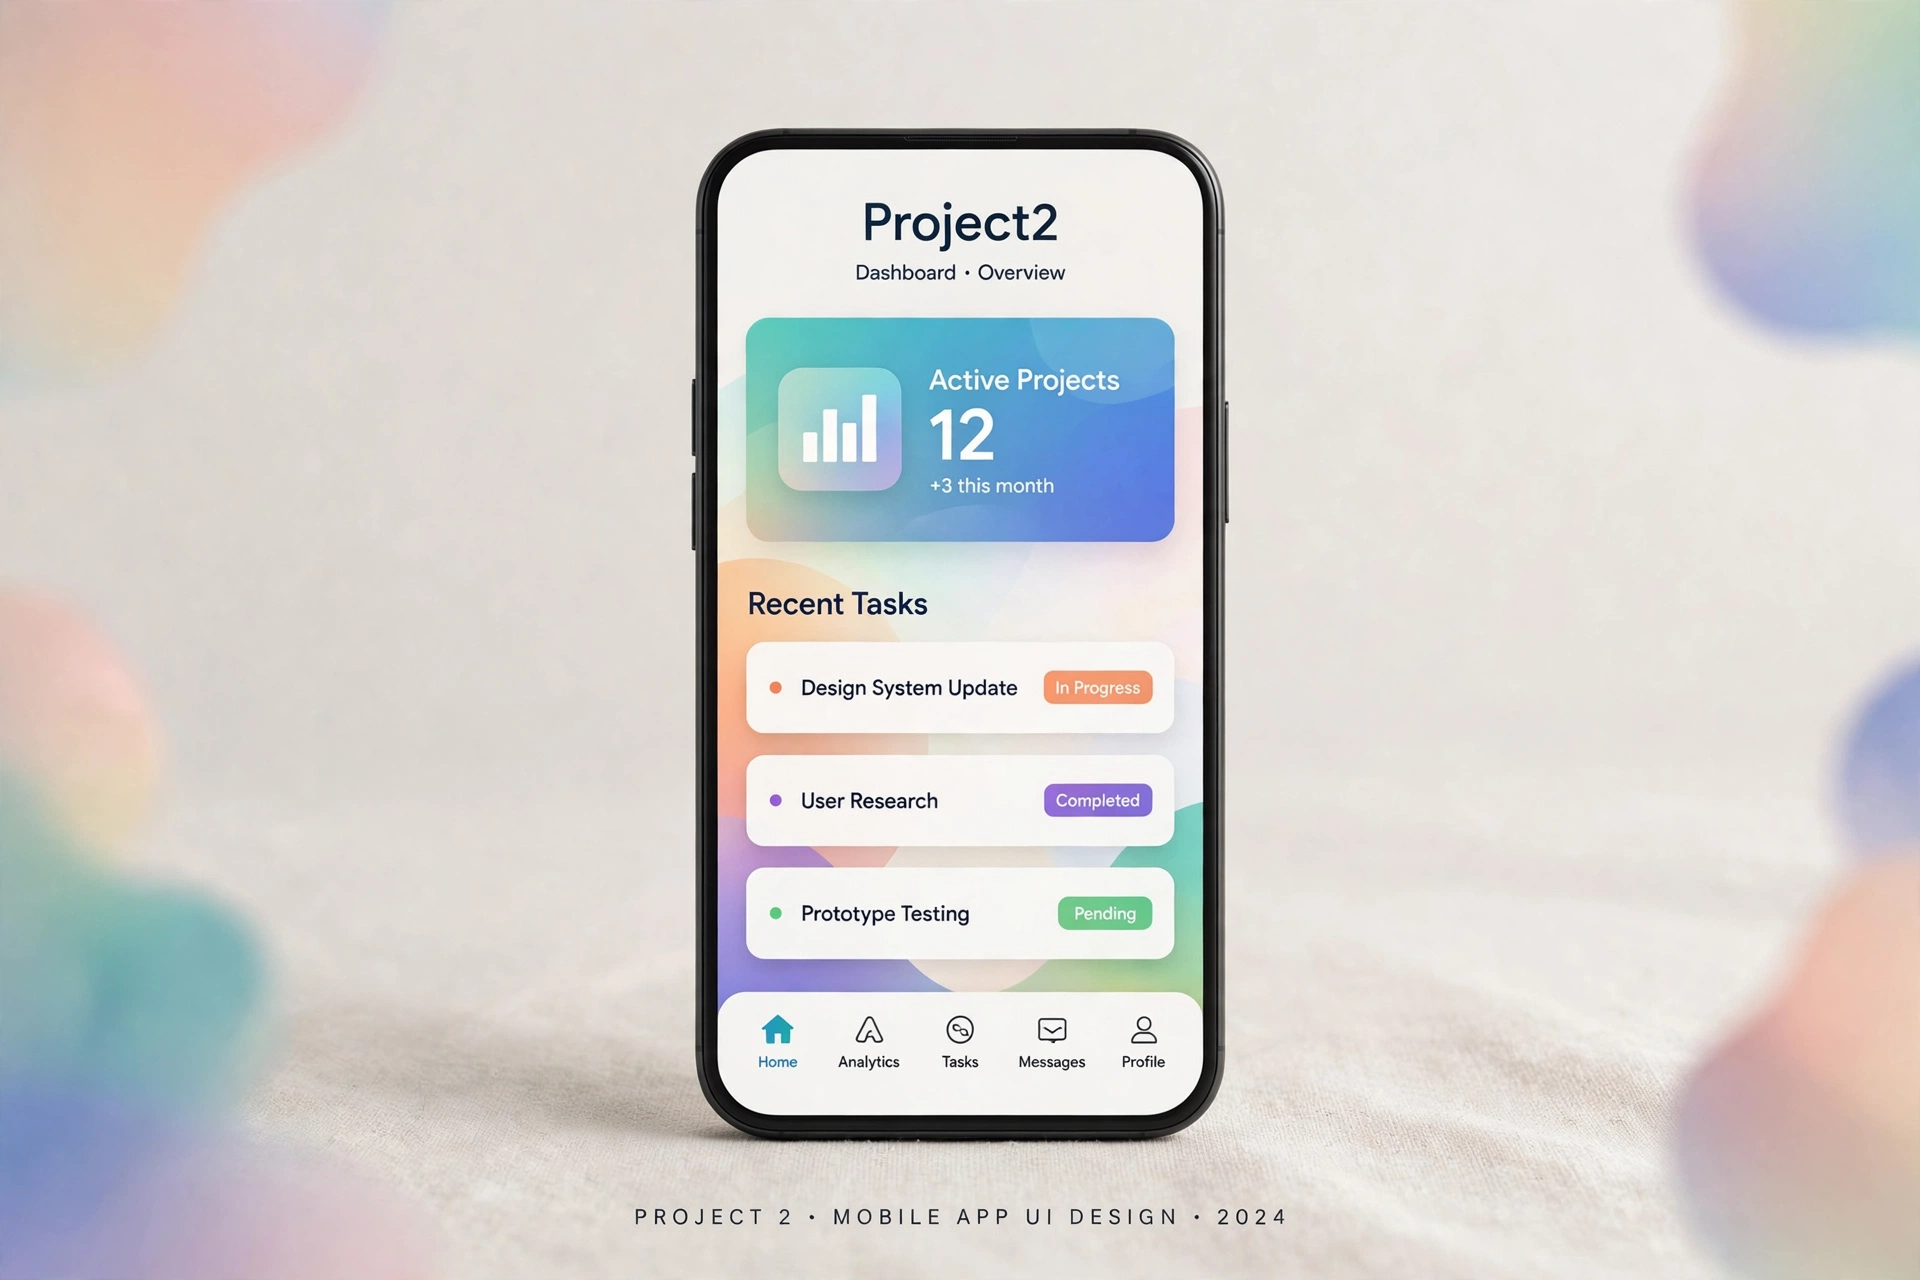 Project2
Dashboard • Overview
Active Projects
12
+3 this month
Recent Tasks
Design System Update
In Progress
User Research
Completed
Prototype Testing
Pending
Home
Analytics
Tasks
Messages
Profile
PROJECT 2 • MOBILE APP UI DESIGN • 2024